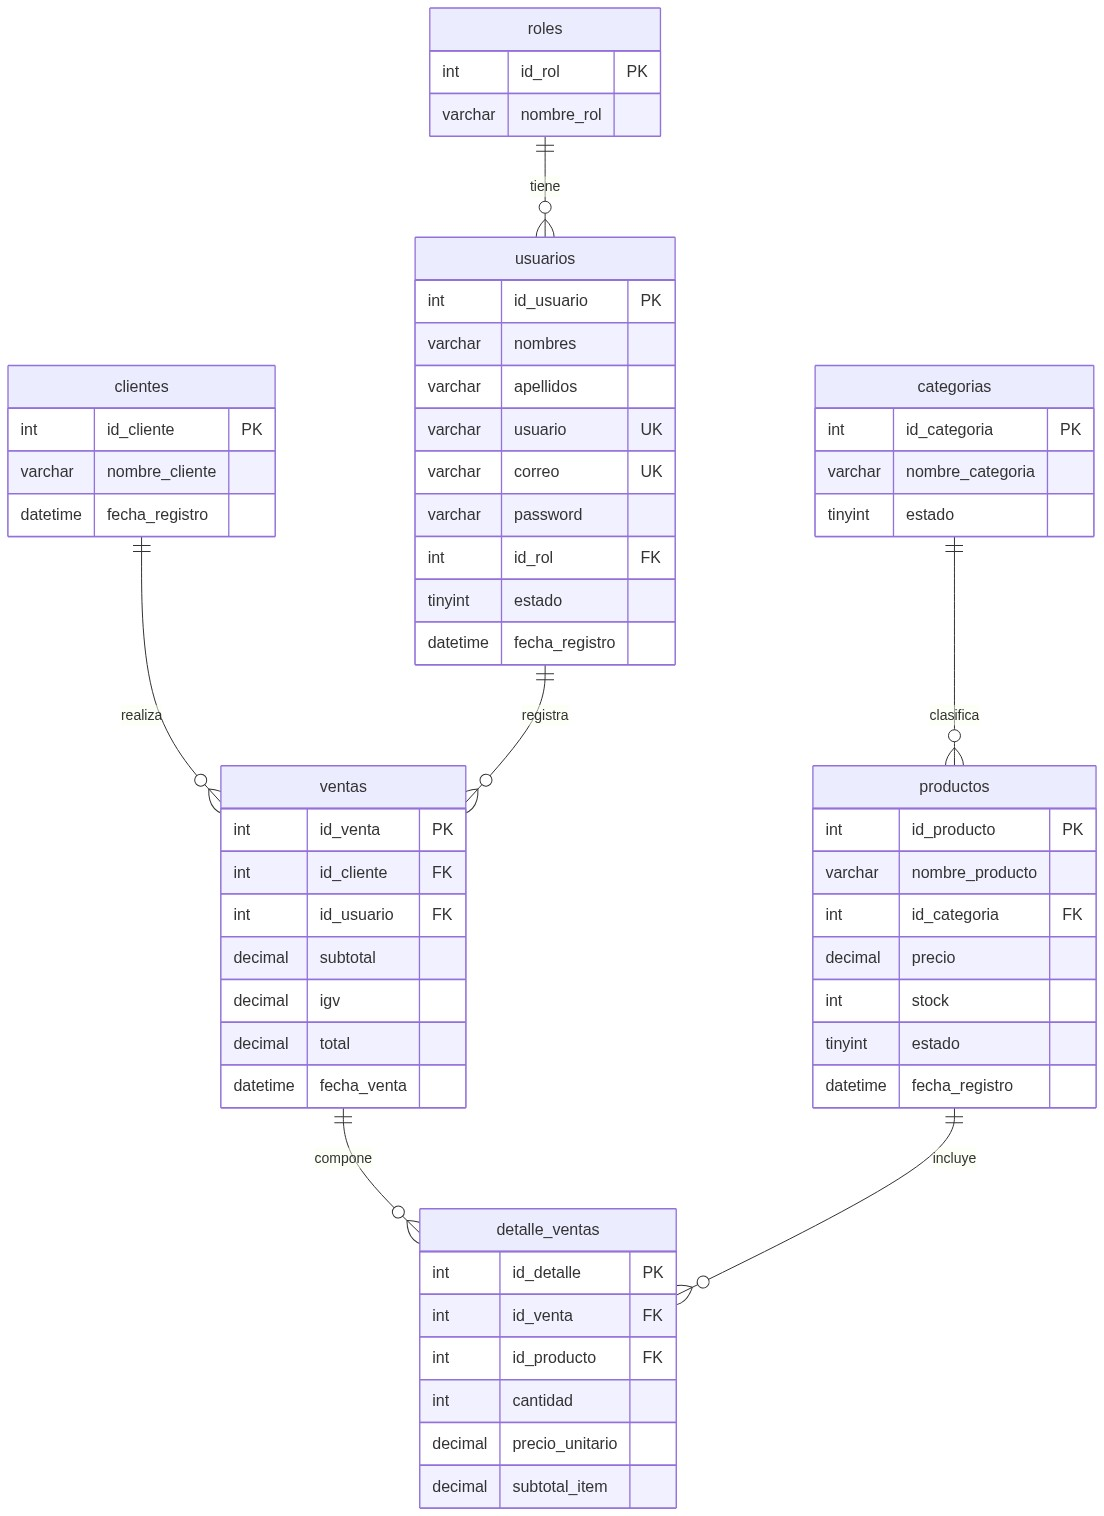 roles
int id_rol PK
varchar nombre_rol
tiene
usuarios
int id_usuario PK
varchar nombres
varchar apellidos
varchar usuario UK
varchar correo UK
varchar password
int id_rol FK
tinyint estado
datetime fecha_registro
clientes
int id_cliente PK
varchar nombre_cliente
datetime fecha_registro
categorias
int id_categoria PK
varchar nombre_categoria
tinyint estado
realiza
registra
clasifica
ventas
int id_venta PK
int id_cliente FK
int id_usuario FK
decimal subtotal
decimal igv
decimal total
datetime fecha_venta
productos
int id_producto PK
varchar nombre_producto
int id_categoria FK
decimal precio
int stock
tinyint estado
datetime fecha_registro
compone
incluye
detalle_ventas
int id_detalle PK
int id_venta FK
int id_producto FK
int cantidad
decimal precio_unitario
decimal subtotal_item